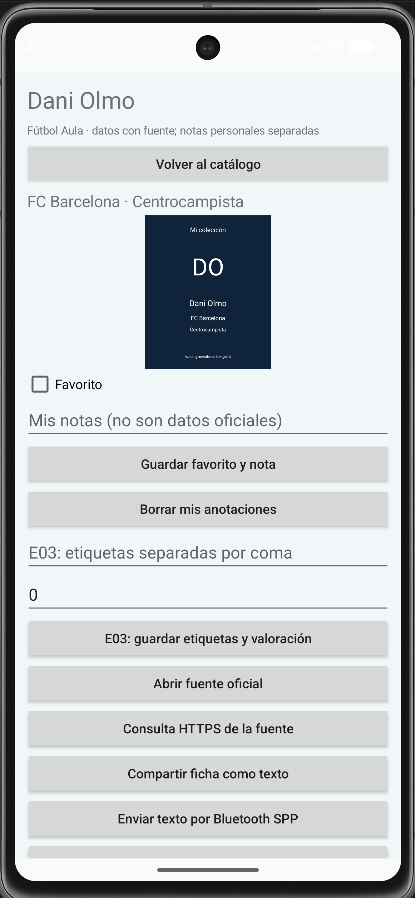 Dani Olmo
Fútbol Aula · datos con fuente; notas personales separadas
Volver al catálogo
FC Barcelona · Centrocampista
Mi colección
DO
Dani Olmo
FC Barcelona
Centrocampista
Favorito
Mis notas (no son datos oficiales)
Guardar favorito y nota
Borrar mis anotaciones
E03: etiquetas separadas por coma
0
E03: guardar etiquetas y valoración
Abrir fuente oficial
Consulta HTTPS de la fuente
Compartir ficha como texto
Enviar texto por Bluetooth SPP